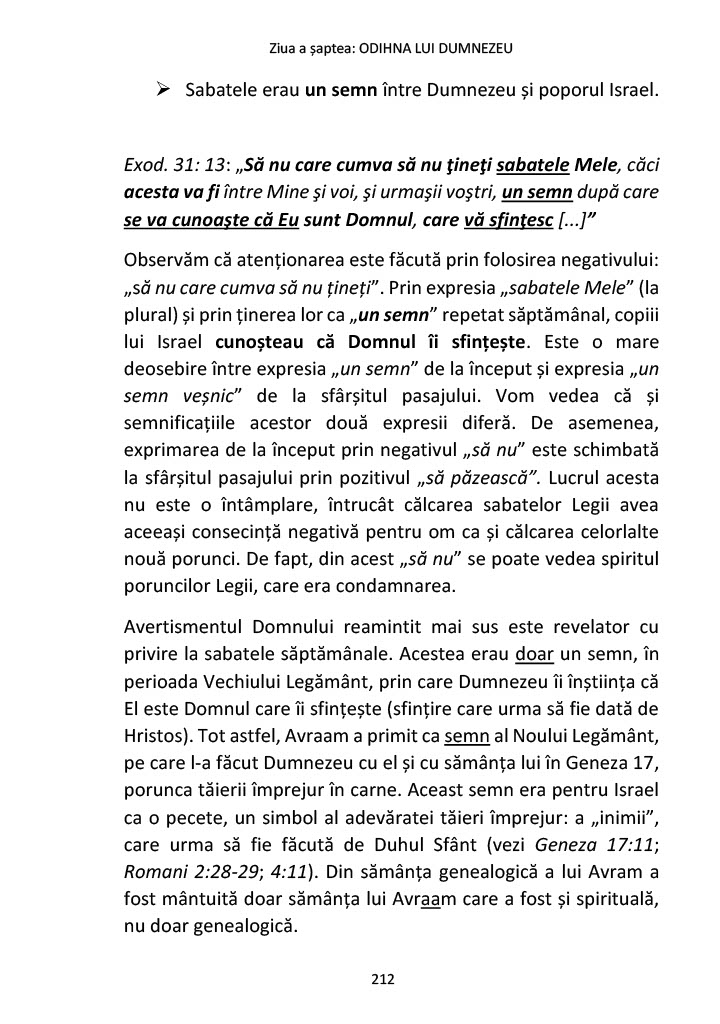 Ziua a șaptea: ODIHNA LUI DUMNEZEU
➢ Sabatele erau un semn între Dumnezeu și poporul Israel.
Exod. 31: 13: „Să nu care cumva să nu ţineţi sabatele Mele, căci
acesta va fi între Mine şi voi, şi urmaşii voştri, un semn după care
se va cunoaşte că Eu sunt Domnul, care vă sfinţesc [...]”
Observăm că atenționarea este făcută prin folosirea negativului:
„să nu care cumva să nu țineți”. Prin expresia „sabatele Mele” (la
plural) și prin ținerea lor ca „un semn” repetat săptămânal, copiii
lui Israel cunoșteau că Domnul îi sfințește. Este o mare
deosebire între expresia „un semn” de la început și expresia „un
semn veșnic” de la sfârșitul pasajului. Vom vedea că și
semnificațiile acestor două expresii diferă. De asemenea,
exprimarea de la început prin negativul „să nu” este schimbată
la sfârșitul pasajului prin pozitivul „să păzească”. Lucrul acesta
nu este o întâmplare, întrucât călcarea sabatelor Legii avea
aceeași consecință negativă pentru om ca și călcarea celorlalte
nouă porunci. De fapt, din acest „să nu” se poate vedea spiritul
poruncilor Legii, care era condamnarea.
Avertismentul Domnului reamintit mai sus este revelator cu
privire la sabatele săptămânale. Acestea erau doar un semn, în
perioada Vechiului Legământ, prin care Dumnezeu îi înștiința că
El este Domnul care îi sfințește (sfințire care urma să fie dată de
Hristos). Tot astfel, Avraam a primit ca semn al Noului Legământ,
pe care l-a făcut Dumnezeu cu el și cu sămânța lui în Geneza 17,
porunca tăierii împrejur în carne. Aceast semn era pentru Israel
ca o pecete, un simbol al adevăratei tăieri împrejur: a „inimii”,
care urma să fie făcută de Duhul Sfânt (vezi Geneza 17:11;
Romani 2:28-29; 4:11). Din sămânța genealogică a lui Avram a
fost mântuită doar sămânța lui Avraam care a fost și spirituală,
nu doar genealogică.
212